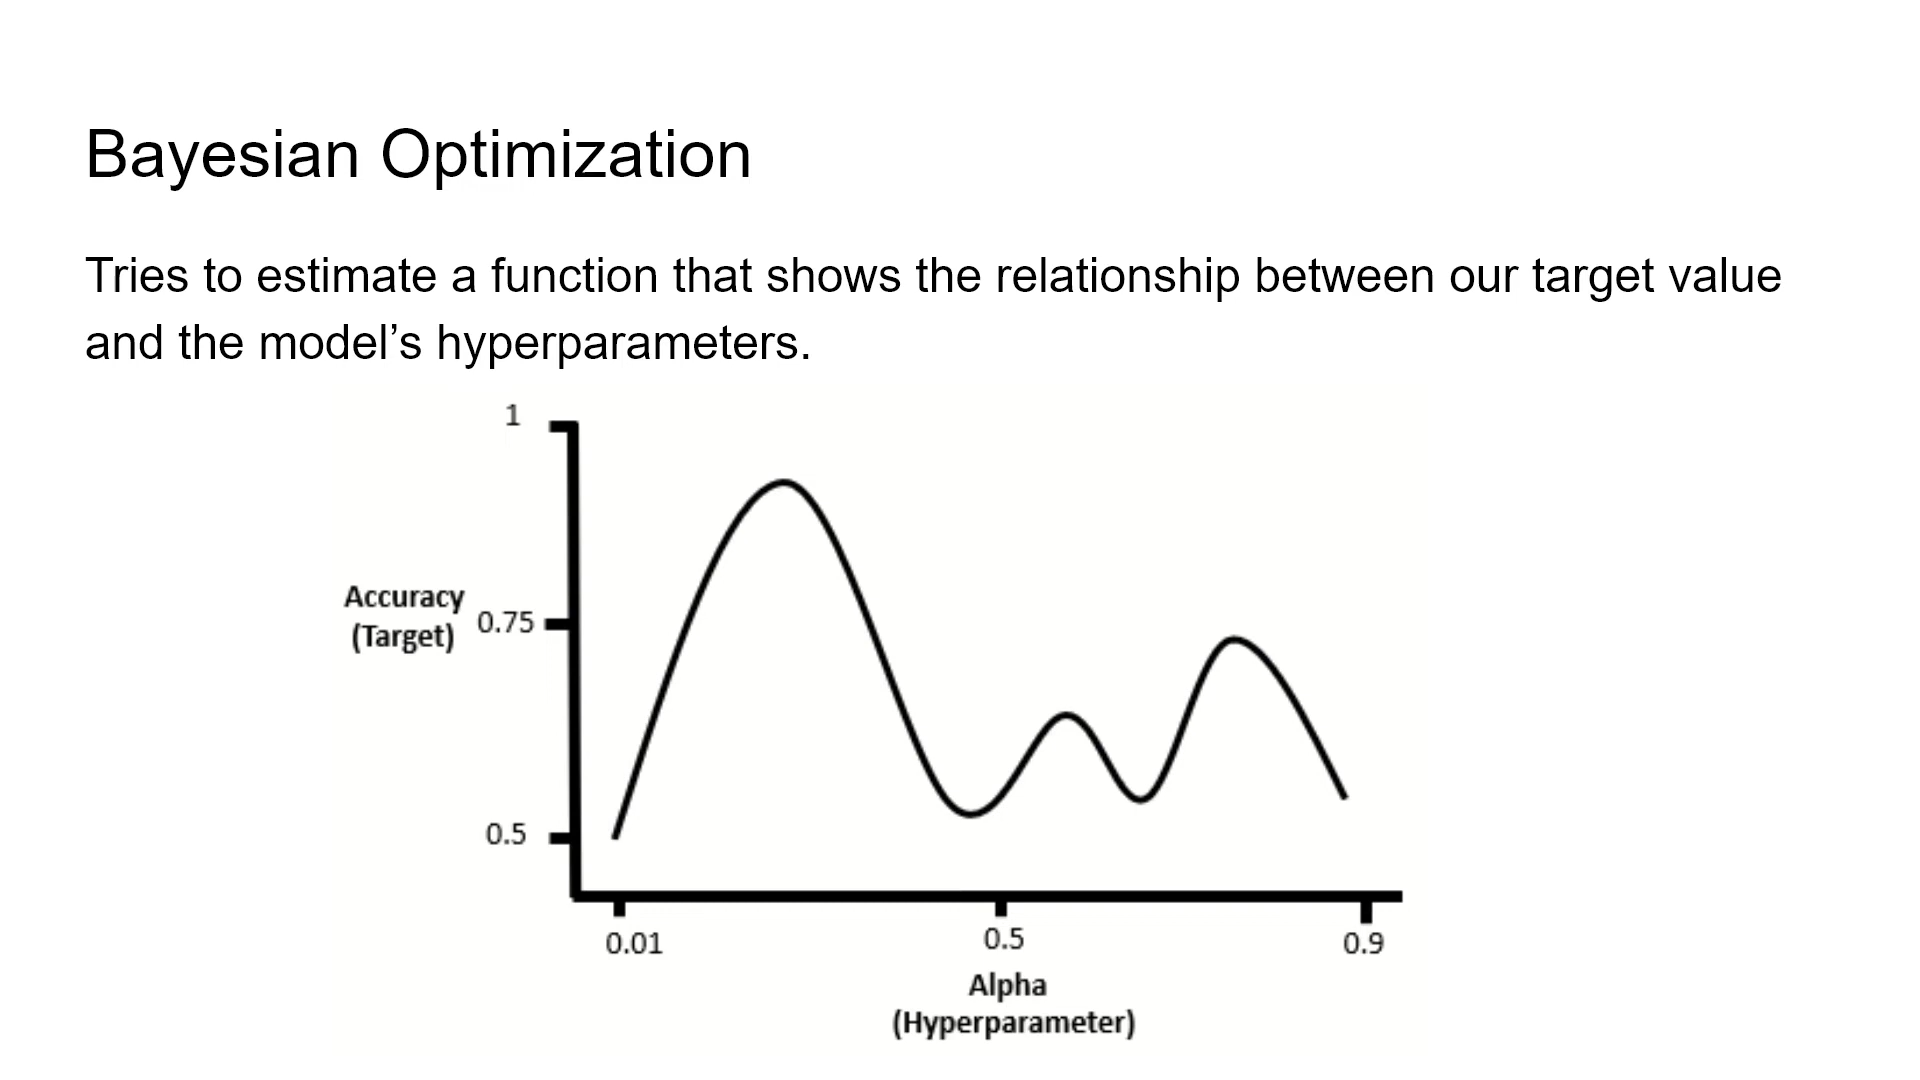 Bayesian Optimization
Tries to estimate a function that shows the relationship between our target value
and the model’s hyperparameters.
1
Accuracy
(Target)
0.75
0.5
0.01
0.5
0.9
Alpha
(Hyperparameter)